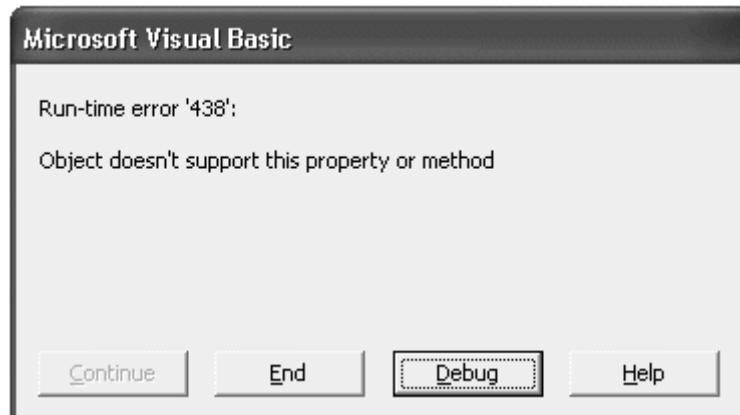 Microsoft Visual Basic
Run-time error '438':
Object doesn't support this property or method
Continue End Debug Help